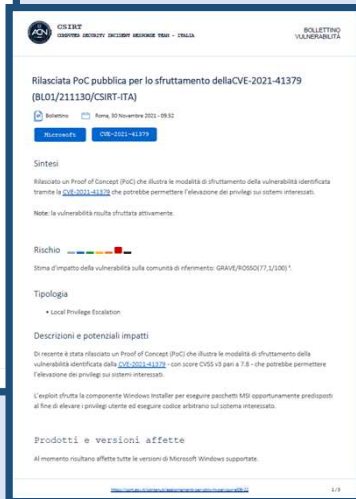 ACN
CSIRT
COMPUTER SECURITY INCIDENT RESPONSE TEAM - ITALIA
BOLLETTINO
VULNERABILITÀ
Rilasciata PoC pubblica per lo sfruttamento dellaCVE-2021-41379
(BL01/211130/CSIRT-ITA)
Bollettino Roma, 30 Novembre 2021 - 09:52
Microsoft CVE-2021-41379
Sintesi
Rilasciato un Proof of Concept (PoC) che illustra le modalità di sfruttamento della vulnerabilità identificata
tramite la CVE-2021-41379 che potrebbe permettere l'elevazione dei privilegi sui sistemi interessati.
Note: la vulnerabilità risulta sfruttata attivamente.
Rischio
Stima d'impatto della vulnerabilità sulla comunità di riferimento: GRAVE/ROSSO(77,1/100)
Tipologia
• Local Privilege Escalation
Descrizioni e potenziali impatti
Di recente è stata rilasciato un Proof of Concept (PoC) che illustra le modalità di sfruttamento della
vulnerabilità identificata dalla CVE-2021-41379 - con score CVSS v3 pari a 7.8 - che potrebbe permettere
l'elevazione dei privilegi sui sistemi interessati.
L'exploit sfrutta la componente Windows Installer per eseguire pacchetti MSI opportunamente predisposti
al fine di elevare i privilegi utente ed eseguire codice arbitrario sul sistema interessato.
Prodotti e versioni affette
Al momento risultano affette tutte le versioni di Microsoft Windows supportate.
1/3